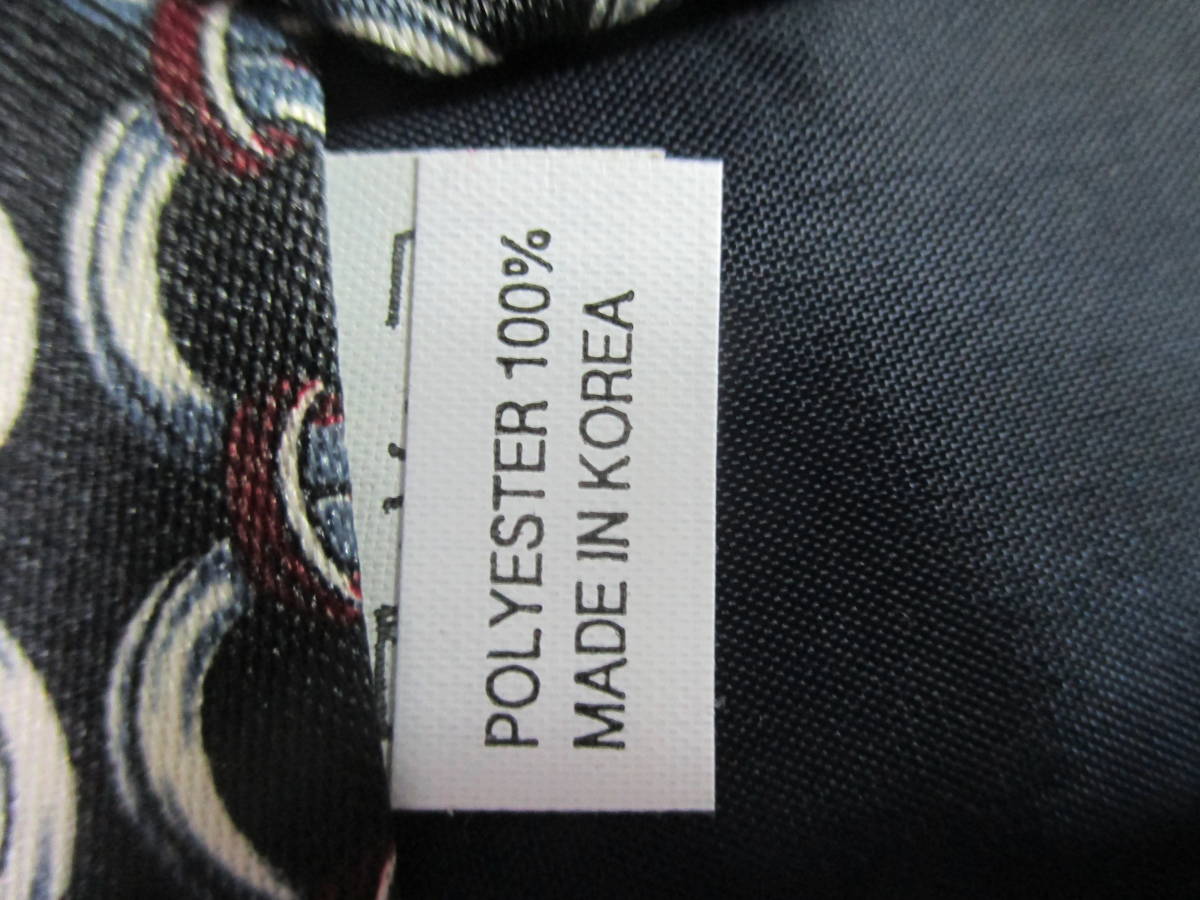 POLYESTER 100%
MADE IN KOREA